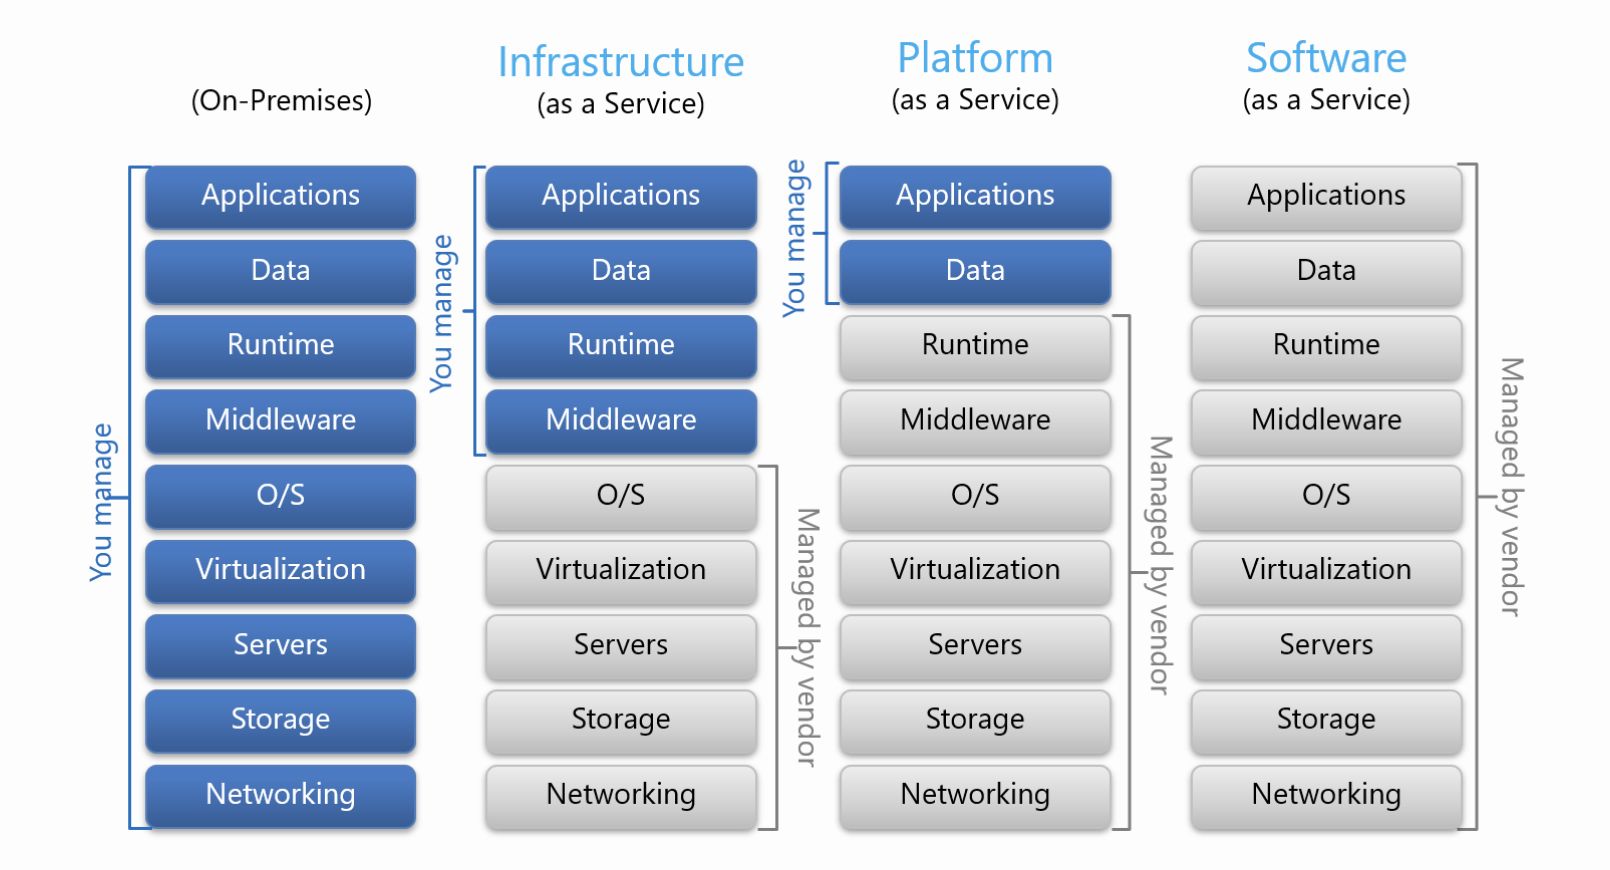 (On-Premises)
Infrastructure
(as a Service)
Platform
(as a Service)
Software
(as a Service)
You manage
Applications
Data
Runtime
Middleware
O/S
Virtualization
Servers
Storage
Networking
You manage
Applications
Data
Runtime
Middleware
O/S
Virtualization
Servers
Storage
Networking
Managed by vendor
You manage
Applications
Data
Runtime
Middleware
O/S
Virtualization
Servers
Storage
Networking
Managed by vendor
Applications
Data
Runtime
Middleware
O/S
Virtualization
Servers
Storage
Networking
Managed by vendor